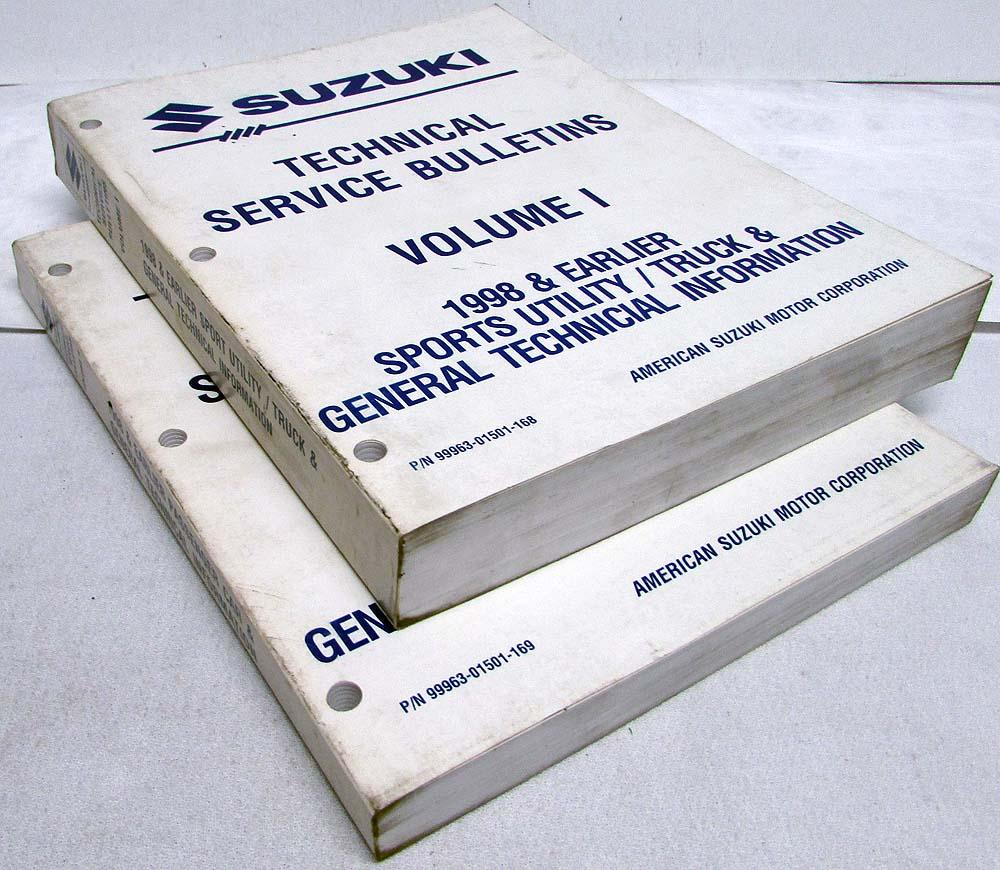 SUZUKI
TECHNICAL
SERVICE BULLETINS
VOLUME I
1998 & EARLIER
SPORTS UTILITY / TRUCK &
GENERAL TECHNICIAL INFORMATION
AMERICAN SUZUKI MOTOR CORPORATION
P/N 99963-01501-168
VOLUME I
1998 & EARLIER SPORT UTILITY / TRUCK &
GENERAL TECHNICAL INFORMATION
S
GEN
AMERICAN SUZUKI MOTOR CORPORATION
P/N 99963-01501-169